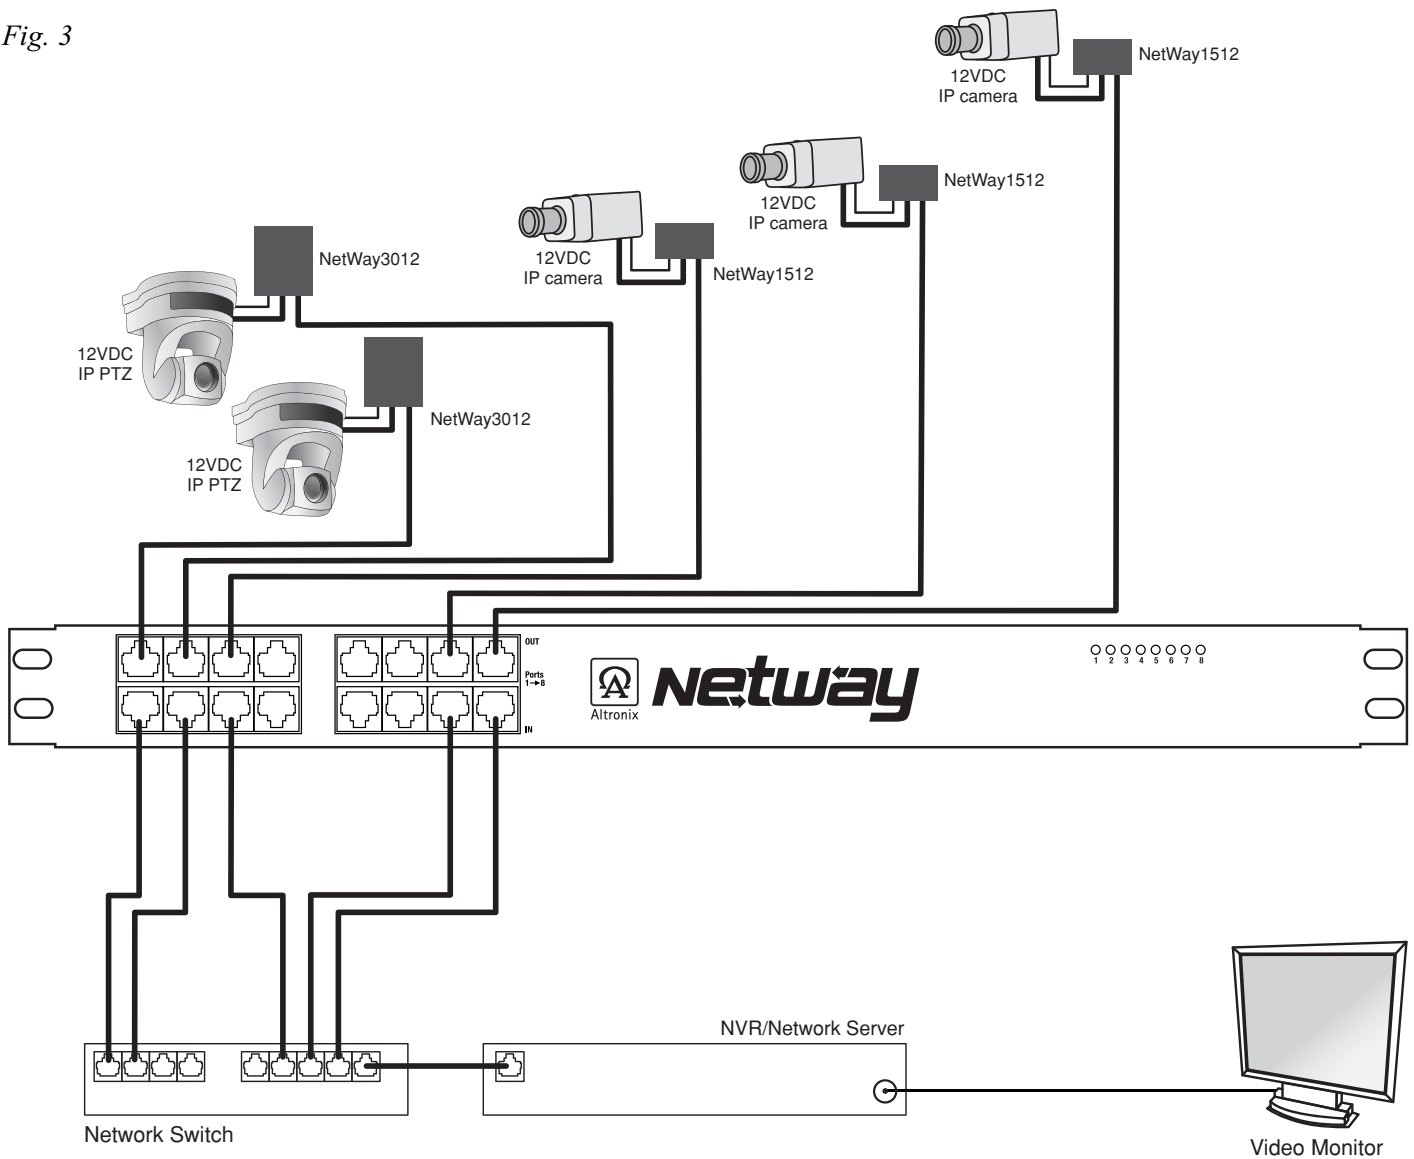 Fig. 3
NetWay1512
12VDC
IP camera
NetWay1512
12VDC
IP camera
NetWay3012
12VDC
IP camera
NetWay1512
12VDC
IP PTZ
NetWay3012
12VDC
IP PTZ
OUT
Ports
1→8
IN
Altronix
Netway
1 2 3 4 5 6 7 8
NVR/Network Server
Network Switch
Video Monitor